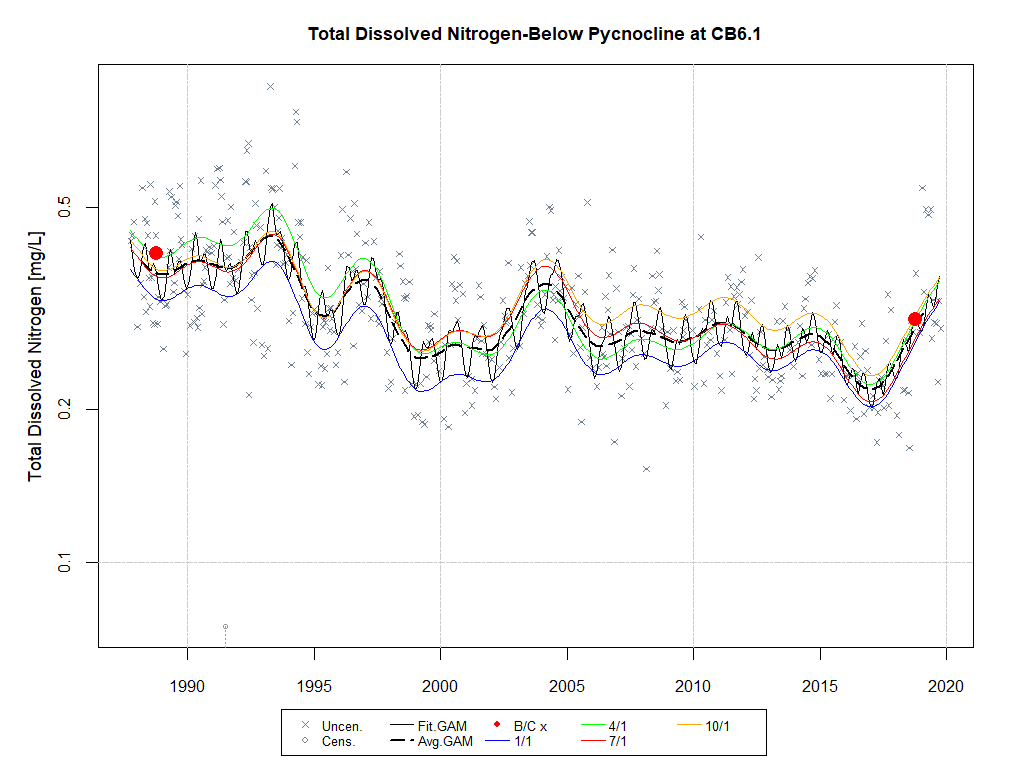 Total Dissolved Nitrogen-Below Pycnocline at CB6.1
Total Dissolved Nitrogen [mg/L]
0.5
0.2
0.1
1990 1995 2000 2005 2010 2015 2020
Uncen. Fit.GAM B/C x 4/1 10/1
Cens. Avg.GAM 1/1 7/1